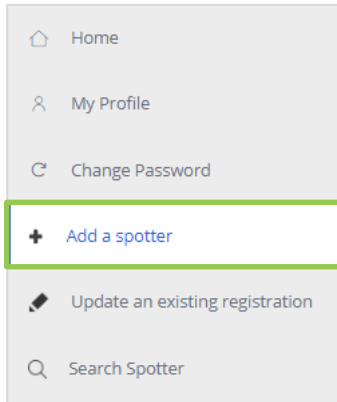 Home
My Profile
Change Password
Add a spotter
Update an existing registration
Search Spotter